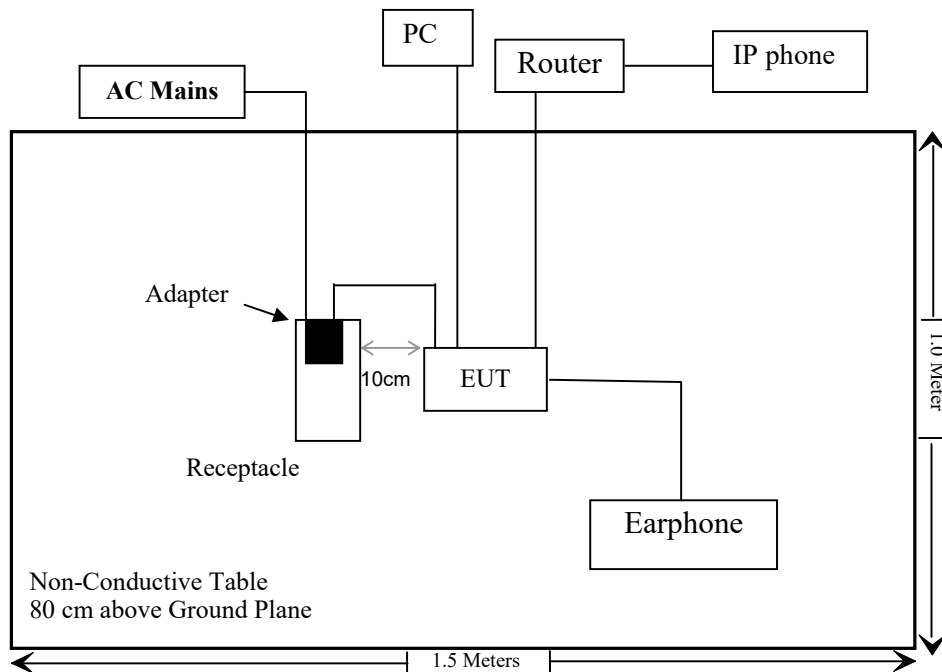 PC
Router
IP phone
AC Mains
Adapter
10cm
EUT
1.0 Meter
Receptacle
Earphone
Non-Conductive Table
80 cm above Ground Plane
1.5 Meters